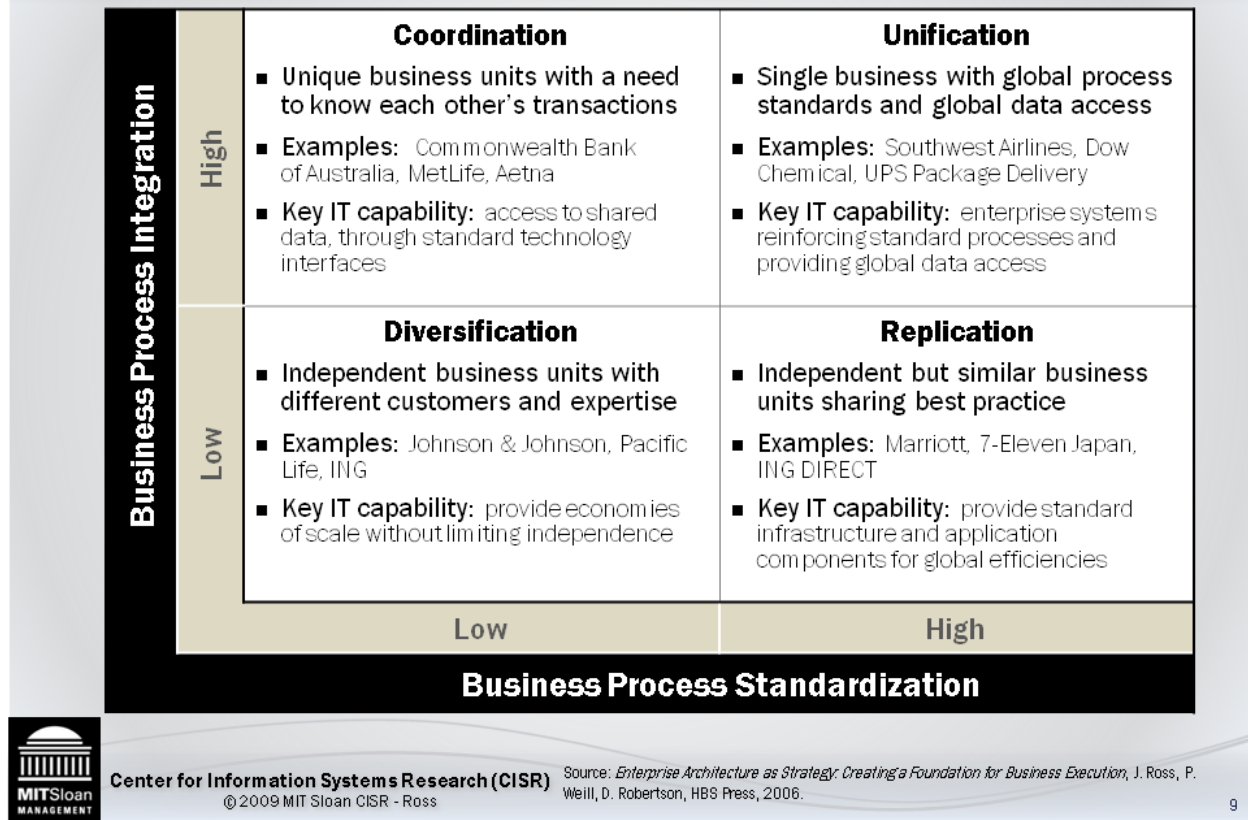 Business Process Integration
High
Low
Coordination
▪ Unique business units with a need
to know each other's transactions
▪ Examples: Commonwealth Bank
of Australia, MetLife, Aetna
▪ Key IT capability: access to shared
data, through standard technology
interfaces
Unification
▪ Single business with global process
standards and global data access
▪ Examples: Southwest Airlines, Dow
Chemical, UPS Package Delivery
▪ Key IT capability: enterprise systems
reinforcing standard processes and
providing global data access
Diversification
▪ Independent business units with
different customers and expertise
▪ Examples: Johnson & Johnson, Pacific
Life, ING
▪ Key IT capability: provide economies
of scale without limiting independence
Replication
▪ Independent but similar business
units sharing best practice
▪ Examples: Marriott, 7-Eleven Japan,
ING DIRECT
▪ Key IT capability: provide standard
infrastructure and application
components for global efficiencies
Low
High
Business Process Standardization
MITSloan
MANAGEMENT
Center for Information Systems Research (CISR)
© 2009 MIT Sloan CISR - Ross
Source: Enterprise Architecture as Strategy: Creating a Foundation for Business Execution, J. Ross, P.
Weill, D. Robertson, HBS Press, 2006.
9